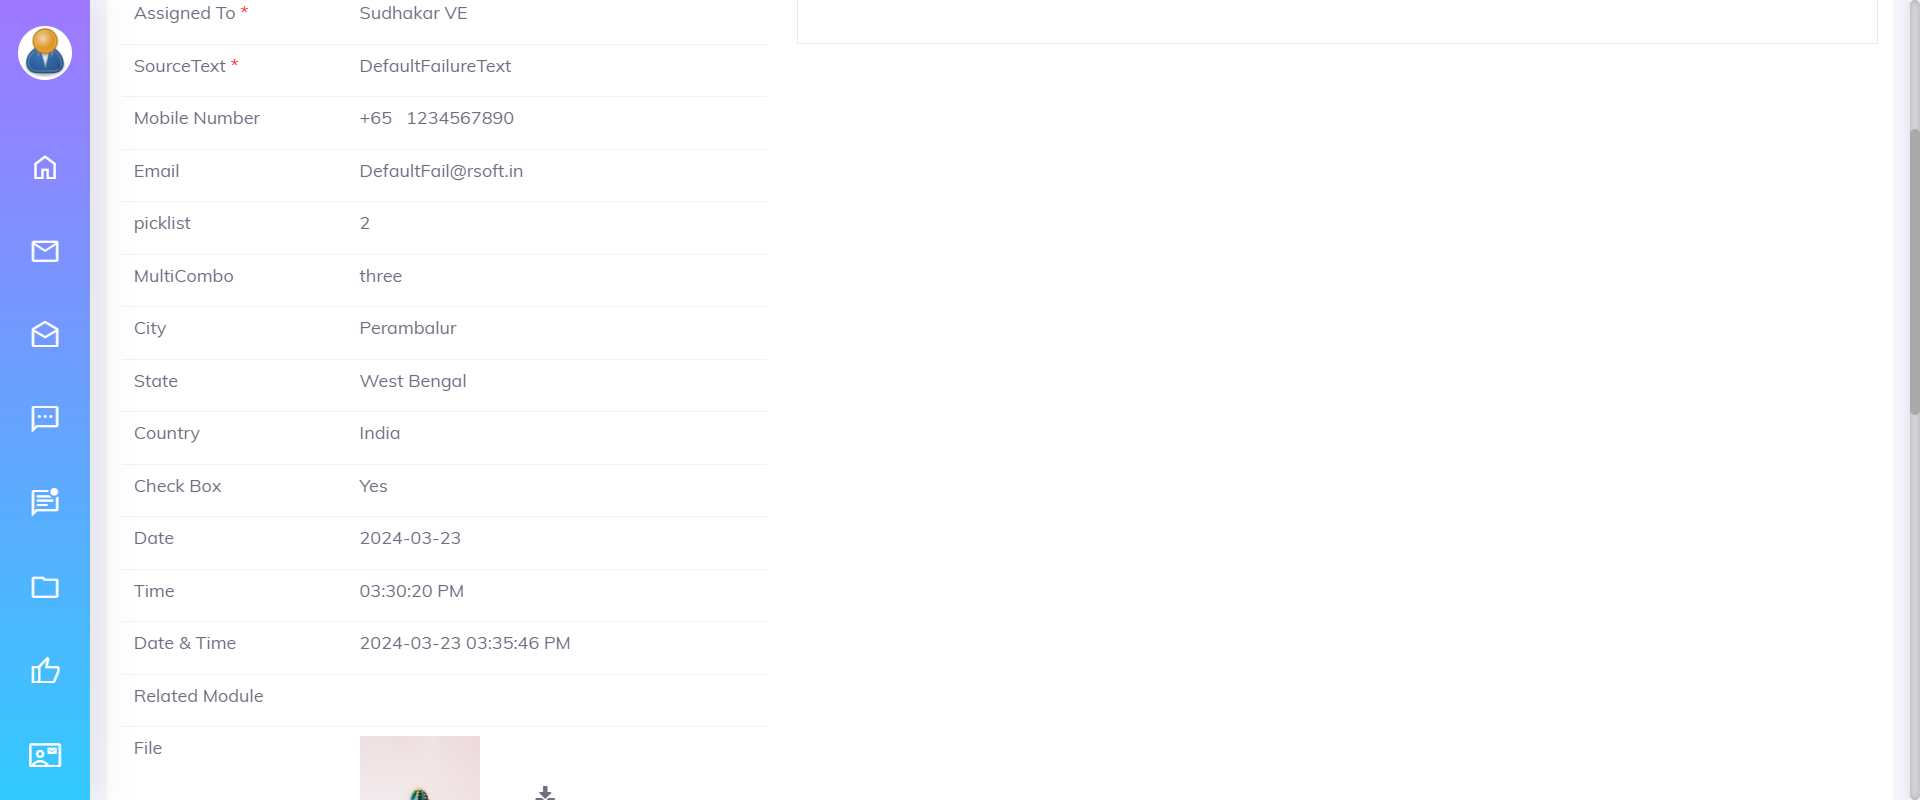 Assigned To * Sudhakar VE
SourceText * DefaultFailureText
Mobile Number +65 1234567890
Email DefaultFail@rsoft.in
picklist 2
MultiCombo three
City Perambalur
State West Bengal
Country India
Check Box Yes
Date 2024-03-23
Time 03:30:20 PM
Date & Time 2024-03-23 03:35:46 PM
Related Module
File